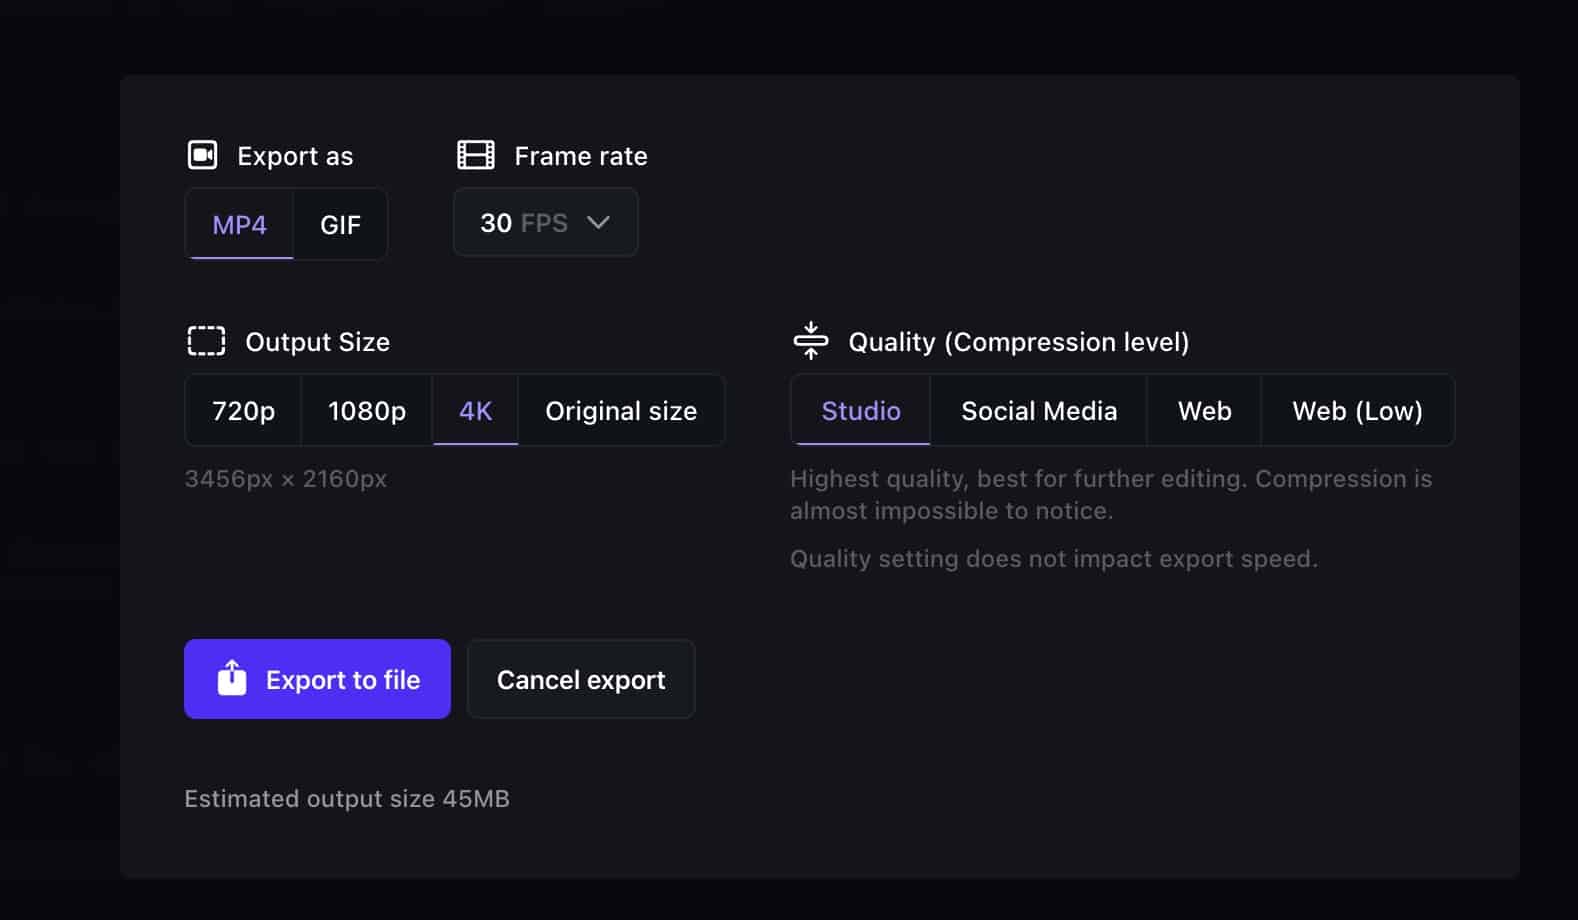 Export as
Frame rate
MP4 GIF
30 FPS
Output Size
Quality (Compression level)
720p 1080p 4K Original size
Studio Social Media Web Web (Low)
3456px × 2160px
Highest quality, best for further editing. Compression is
almost impossible to notice.
Quality setting does not impact export speed.
Export to file
Cancel export
Estimated output size 45MB